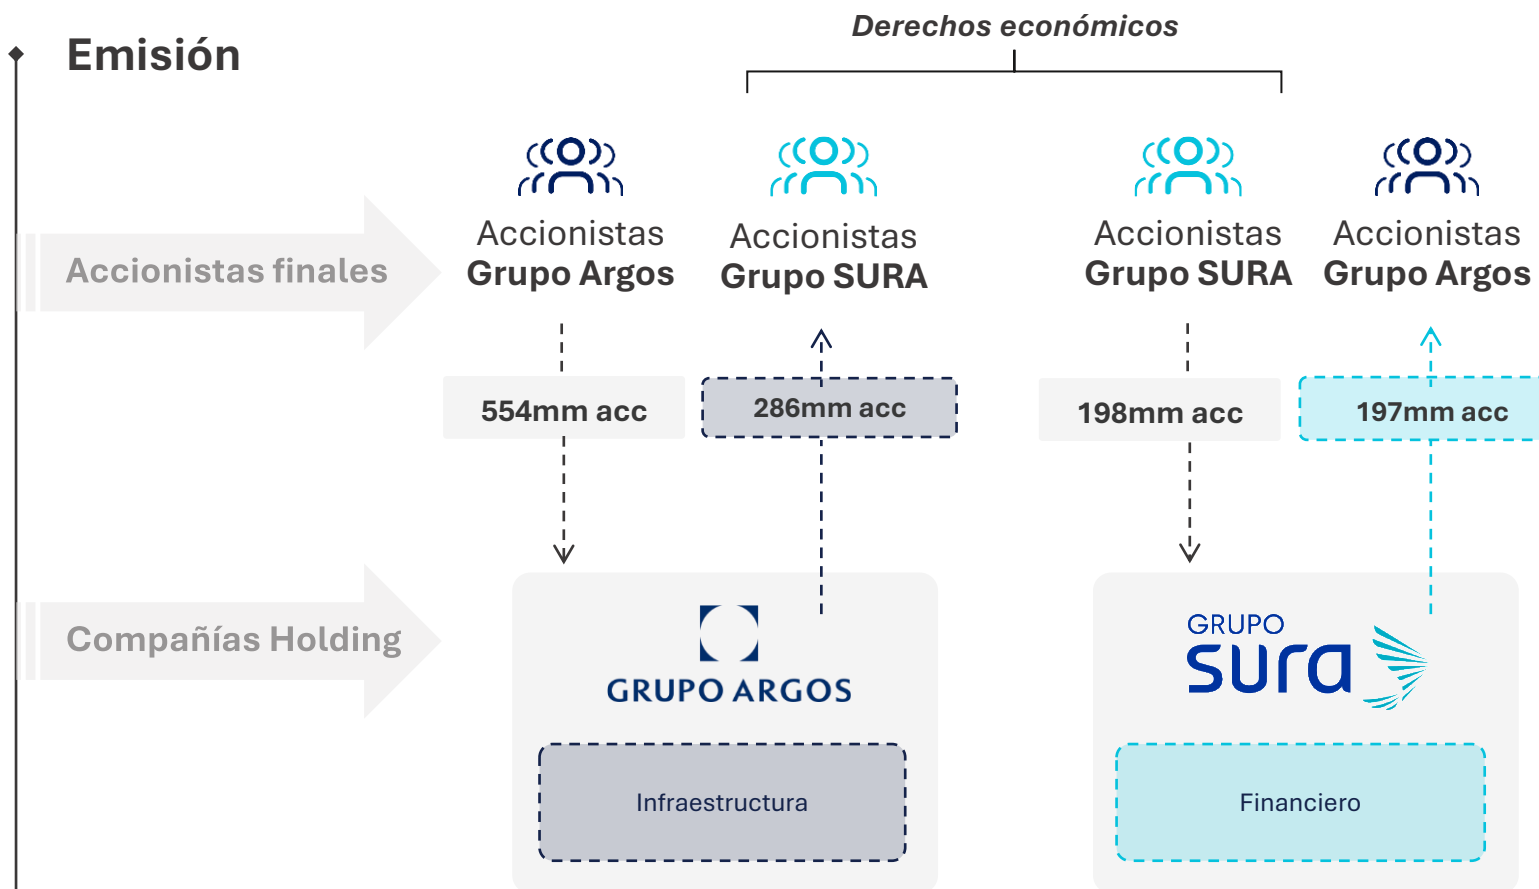 Derechos económicos
Emisión
Accionistas finales
Accionistas
Grupo Argos
Accionistas
Grupo SURA
Accionistas
Grupo SURA
Accionistas
Grupo Argos
554mm acc
286mm acc
198mm acc
197mm acc
Compañías Holding
GRUPO ARGOS
GRUPO
sura
Infraestructura
Financiero